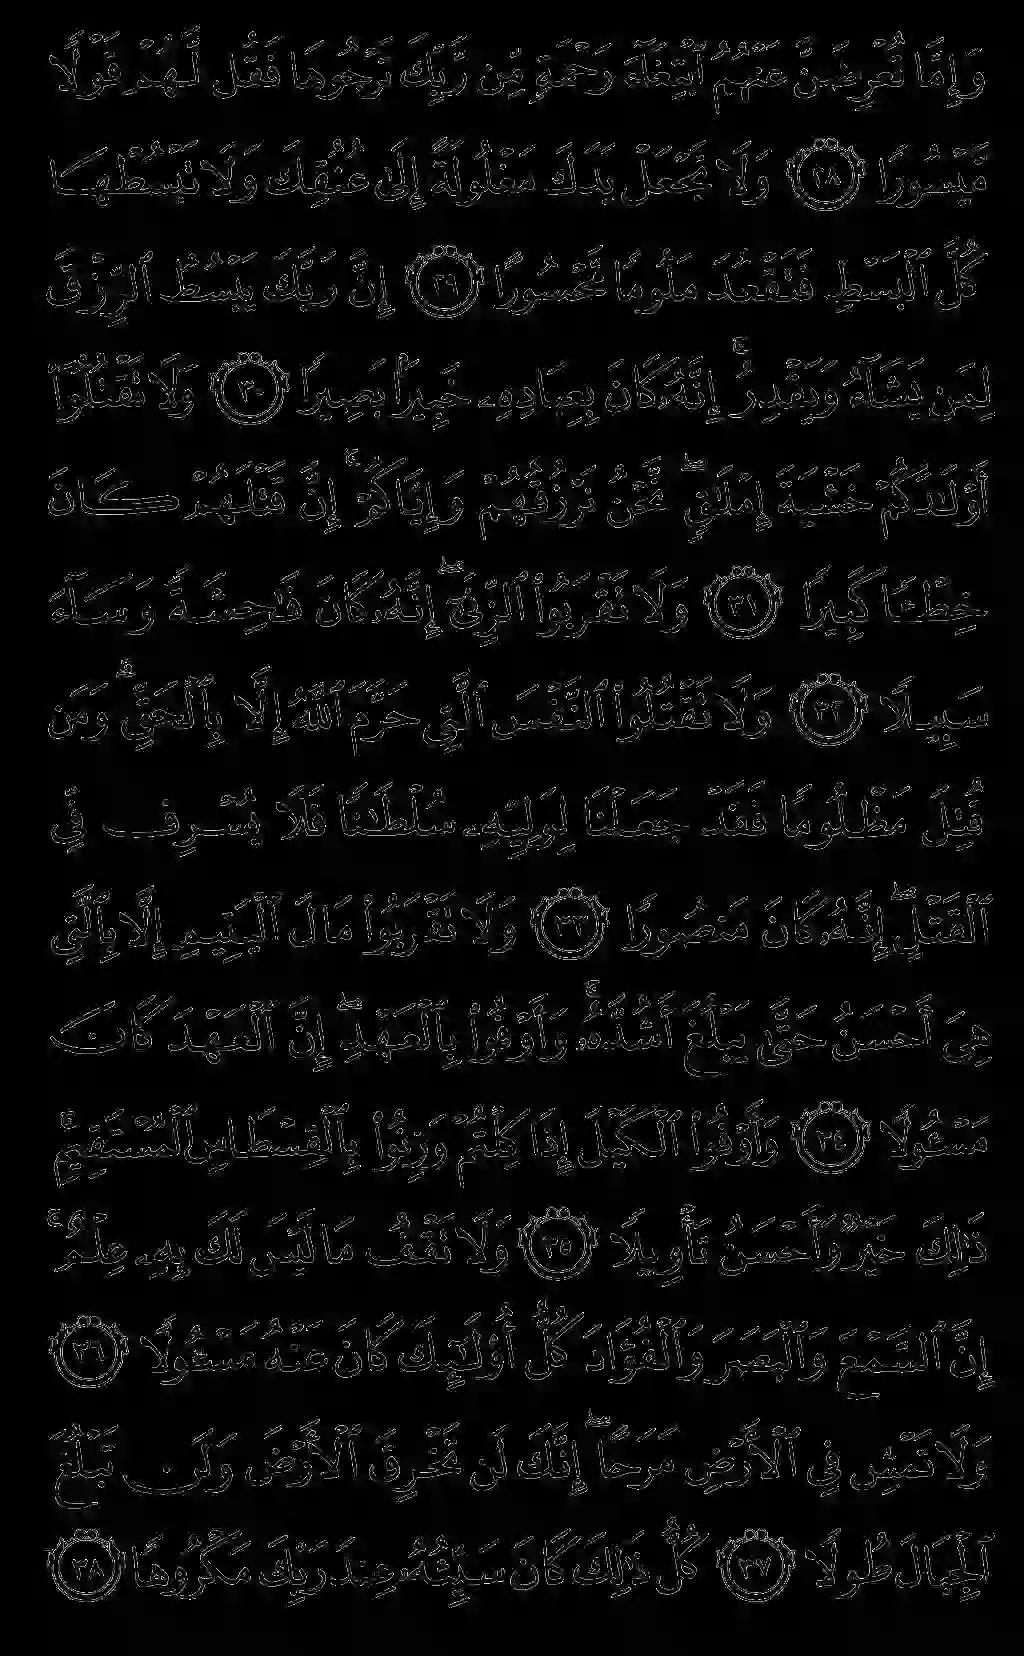 وَإِمَّا تُعْرِضَنَّ عَنْهُمُ ٱبْتِغَآءَ رَحْمَةٍ مِّن رَّبِّكَ تَرْجُوهَا فَقُل لَّهُمْ قَوْلًا
مَّيْسُورًا ٢٨ وَلَا تَجْعَلْ يَدَكَ مَغْلُولَةً إِلَىٰ عُنُقِكَ وَلَا تَبْسُطْهَا
كُلَّ ٱلْبَسْطِ فَتَقْعُدَ مَلُومًا مَّحْسُورًا ٢٩ إِنَّ رَبَّكَ يَبْسُطُ ٱلرِّزْقَ
لِمَن يَشَآءُ وَيَقْدِرُ ۚ إِنَّهُۥ كَانَ بِعِبَادِهِۦ خَبِيرًۢا بَصِيرًا ٣٠ وَلَا تَقْتُلُوٓا۟
أَوْلَـٰدَكُمْ خَشْيَةَ إِمْلَـٰقٍ ۖ نَّحْنُ نَرْزُقُهُمْ وَإِيَّاكُمْ ۚ إِنَّ قَتْلَهُمْ كَانَ
خِطْـًٔا كَبِيرًا ٣١ وَلَا تَقْرَبُوا۟ ٱلزِّنَىٰٓ ۖ إِنَّهُۥ كَانَ فَـٰحِشَةً وَسَآءَ
سَبِيلًا ٣٢ وَلَا تَقْتُلُوا۟ ٱلنَّفْسَ ٱلَّتِى حَرَّمَ ٱللَّهُ إِلَّا بِٱلْحَقِّ ۗ وَمَن
قُتِلَ مَظْلُومًا فَقَدْ جَعَلْنَا لِوَلِيِّهِۦ سُلْطَـٰنًا فَلَا يُسْرِف فِّى
ٱلْقَتْلِ ۖ إِنَّهُۥ كَانَ مَنصُورًا ٣٣ وَلَا تَقْرَبُوا۟ مَالَ ٱلْيَتِيمِ إِلَّا بِٱلَّتِى
هِىَ أَحْسَنُ حَتَّىٰ يَبْلُغَ أَشُدَّهُۥ ۚ وَأَوْفُوا۟ بِٱلْعَهْدِ ۖ إِنَّ ٱلْعَهْدَ كَانَ
مَسْـُٔولًا ٣٤ وَأَوْفُوا۟ ٱلْكَيْلَ إِذَا كِلْتُمْ وَزِنُوا۟ بِٱلْقِسْطَاسِ ٱلْمُسْتَقِيمِ ۚ
ذَٰلِكَ خَيْرٌ وَأَحْسَنُ تَأْوِيلًا ٣٥ وَلَا تَقْفُ مَا لَيْسَ لَكَ بِهِۦ عِلْمٌ ۚ
إِنَّ ٱلسَّمْعَ وَٱلْبَصَرَ وَٱلْفُؤَادَ كُلُّ أُو۟لَـٰٓئِكَ كَانَ عَنْهُ مَسْـُٔولًا ٣٦
وَلَا تَمْشِ فِى ٱلْأَرْضِ مَرَحًا ۖ إِنَّكَ لَن تَخْرِقَ ٱلْأَرْضَ وَلَن تَبْلُغَ
ٱلْجِبَالَ طُولًا ٣٧ كُلُّ ذَٰلِكَ كَانَ سَيِّئُهُۥ عِندَ رَبِّكَ مَكْرُوهًا ٣٨